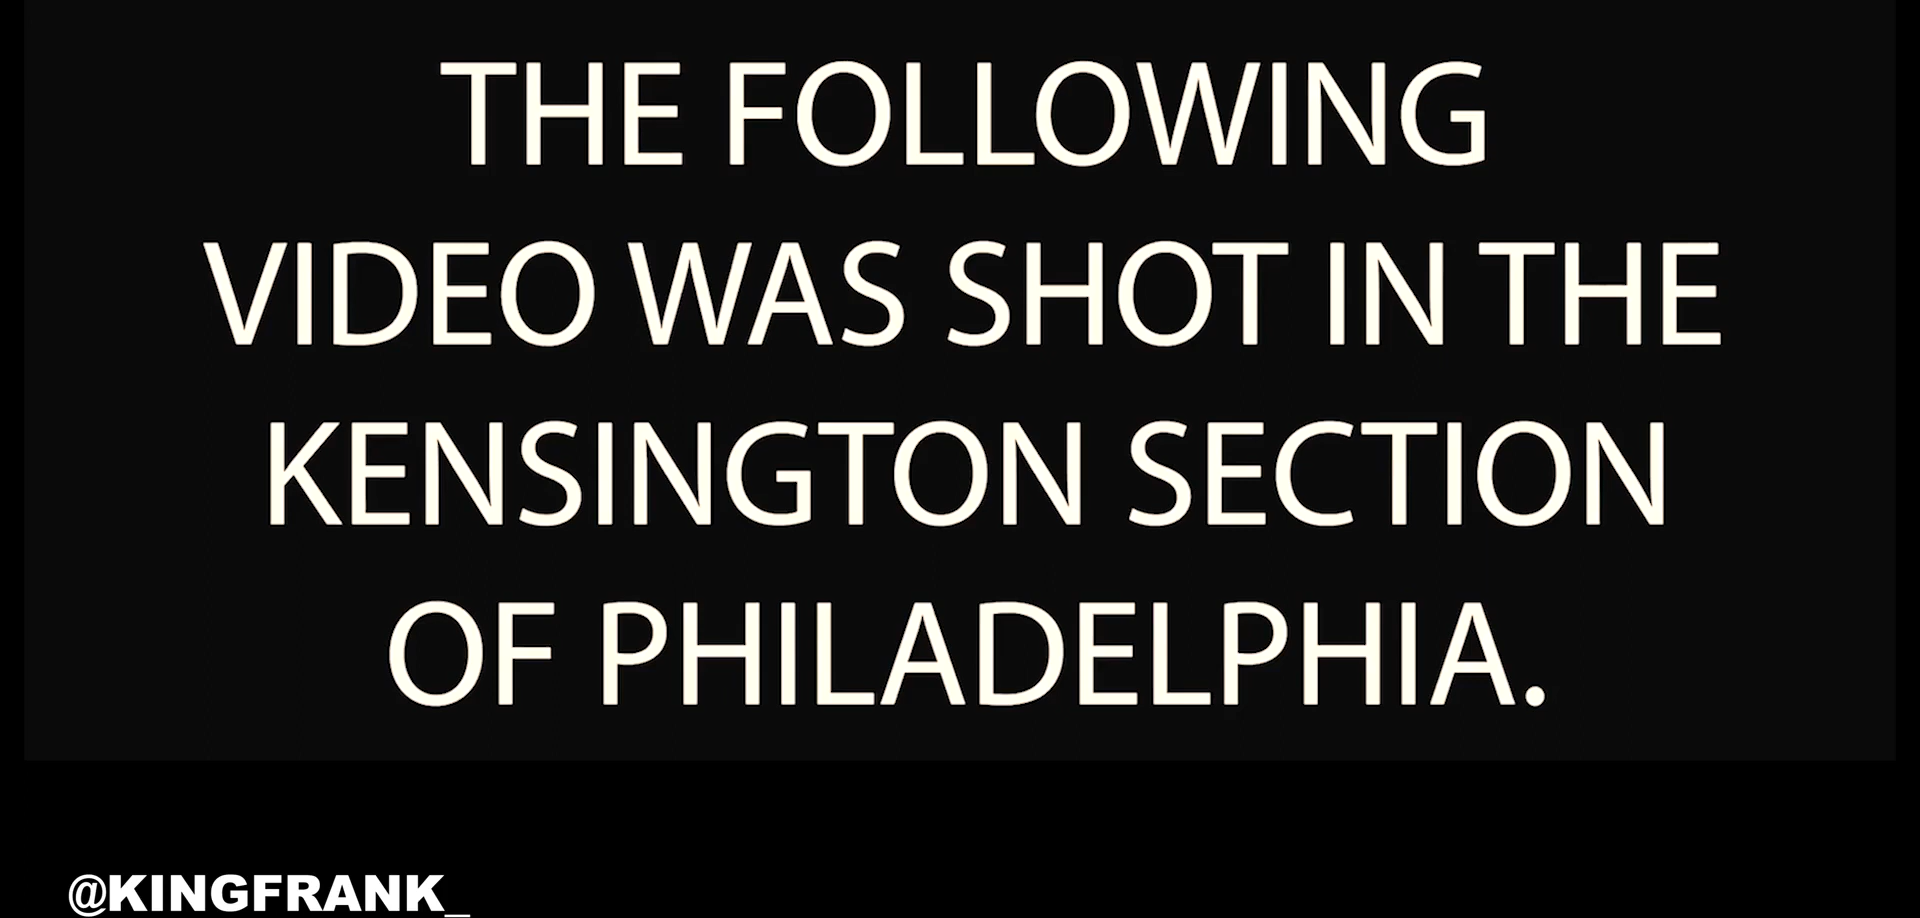 THE FOLLOWING
VIDEO WAS SHOT IN THE
KENSINGTON SECTION
OF PHILADELPHIA.
@KINGFRANK_